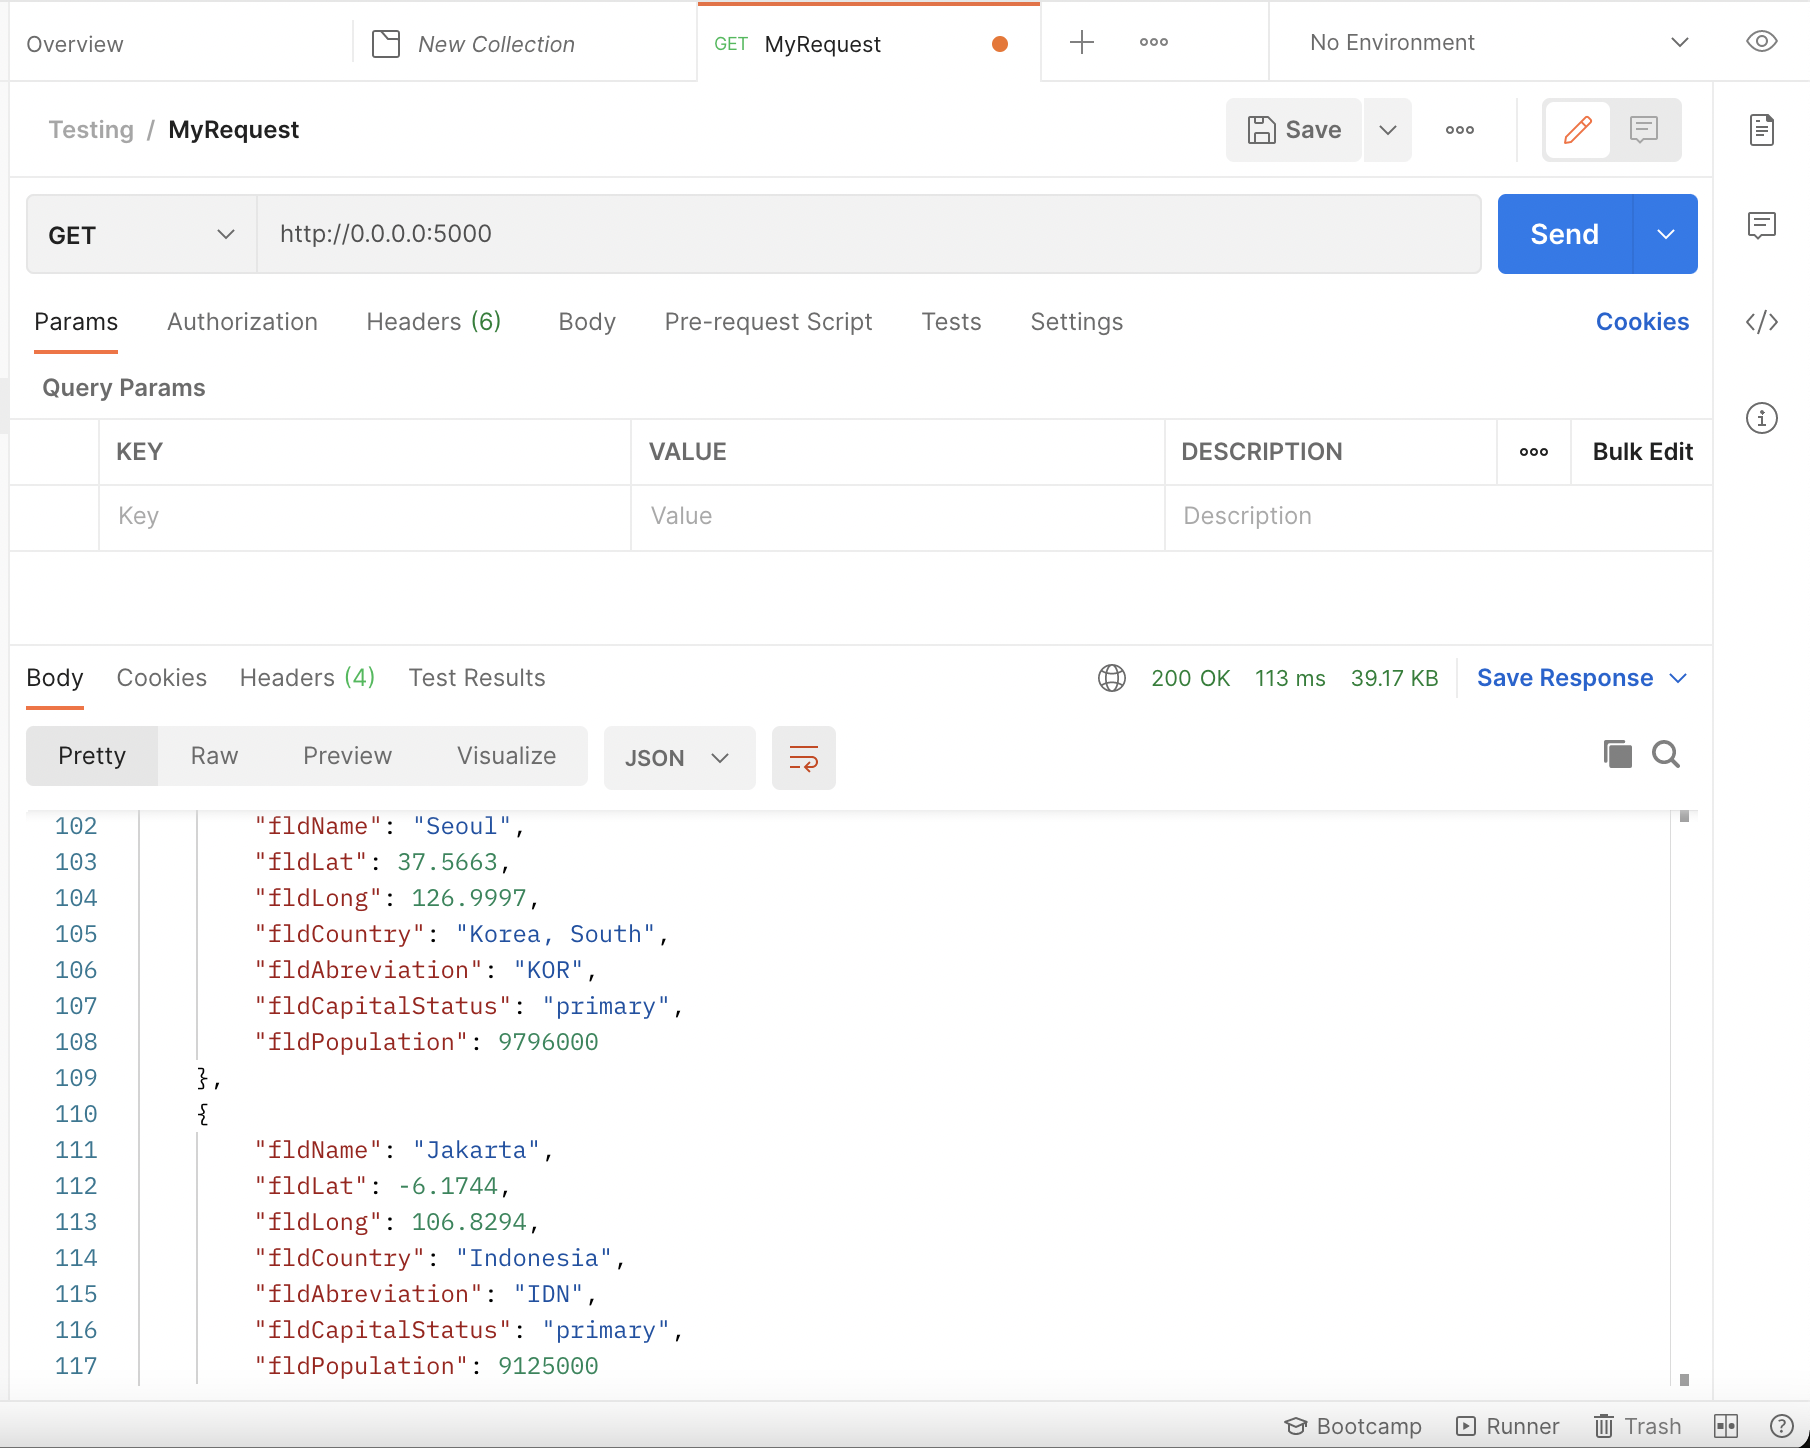 Overview New Collection GET MyRequest No Environment
Testing / MyRequest Save
GET http://0.0.0.0:5000 Send
Params Authorization Headers (6) Body Pre-request Script Tests Settings Cookies
Query Params
KEY VALUE DESCRIPTION Bulk Edit
Key Value Description
Body Cookies Headers (4) Test Results 200 OK 113 ms 39.17 KB Save Response
Pretty Raw Preview Visualize JSON
102 "fldName": "Seoul",
103 "fldLat": 37.5663,
104 "fldLong": 126.9997,
105 "fldCountry": "Korea, South",
106 "fldAbreviation": "KOR",
107 "fldCapitalStatus": "primary",
108 "fldPopulation": 9796000
109 },
110 {
111 "fldName": "Jakarta",
112 "fldLat": -6.1744,
113 "fldLong": 106.8294,
114 "fldCountry": "Indonesia",
115 "fldAbreviation": "IDN",
116 "fldCapitalStatus": "primary",
117 "fldPopulation": 9125000
Bootcamp Runner Trash